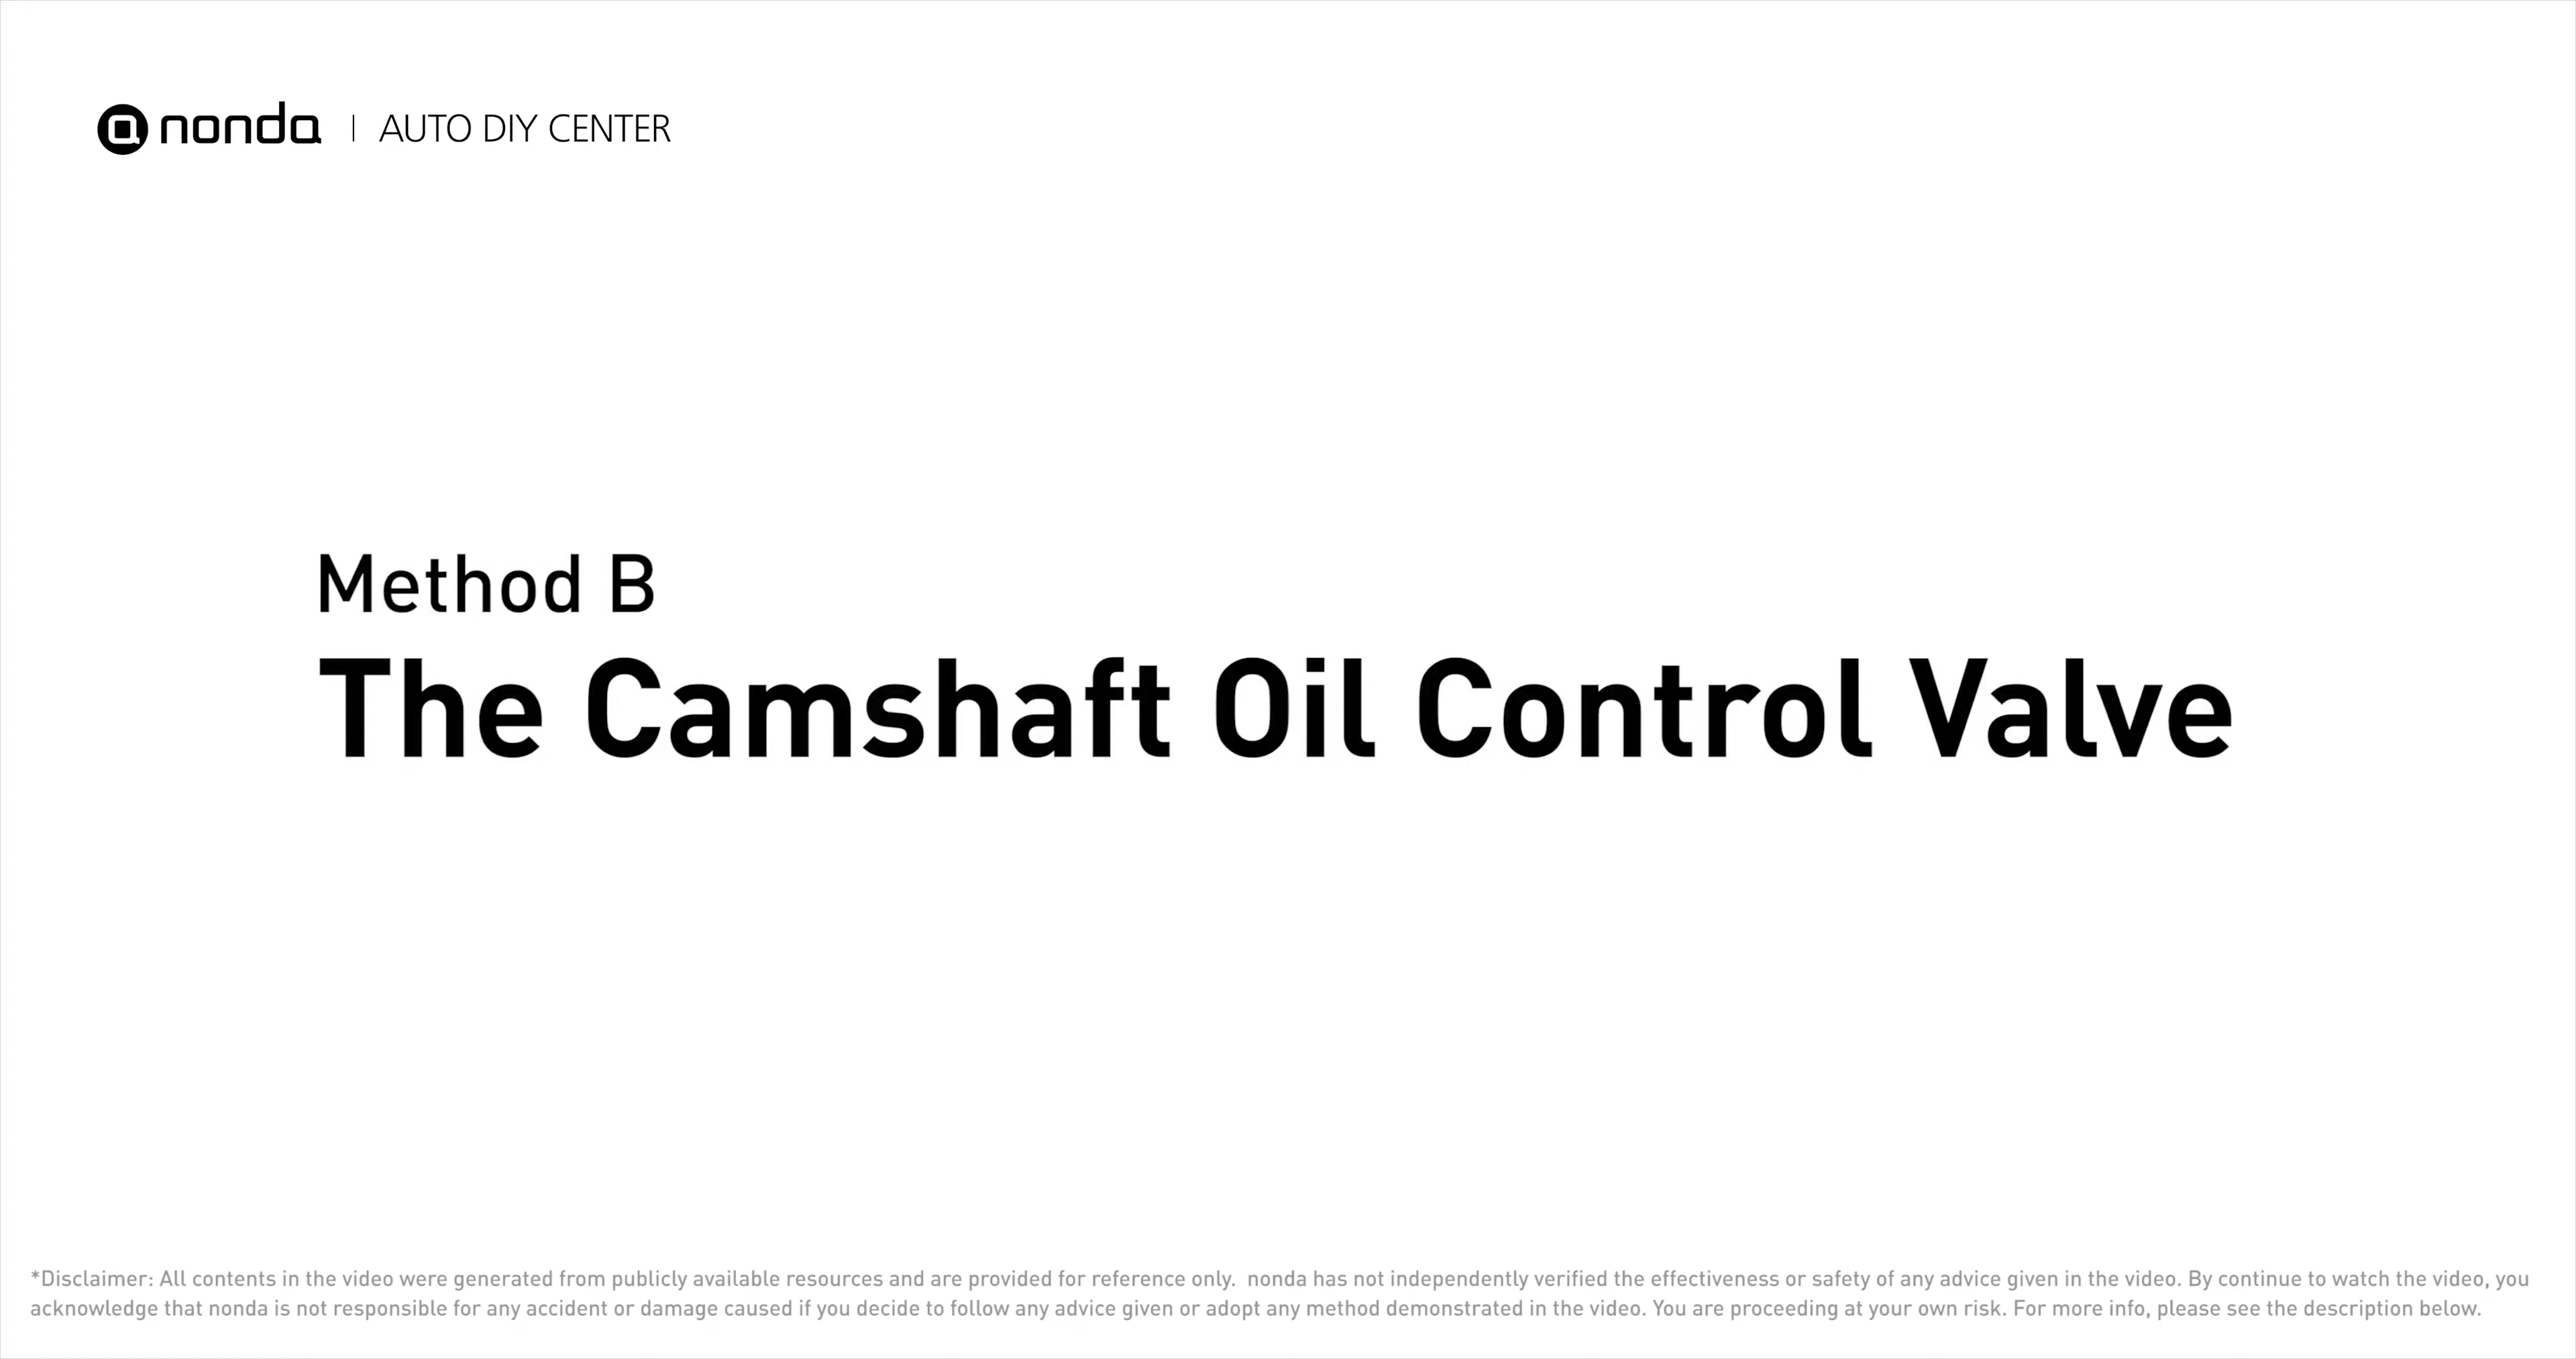 nonda | AUTO DIY CENTER
Method B
The Camshaft Oil Control Valve
*Disclaimer: All contents in the video were generated from publicly available resources and are provided for reference only.  nonda has not independently verified the effectiveness or safety of any advice given in the video. By continue to watch the video, you
acknowledge that nonda is not responsible for any accident or damage caused if you decide to follow any advice given or adopt any method demonstrated in the video. You are proceeding at your own risk. For more info, please see the description below.